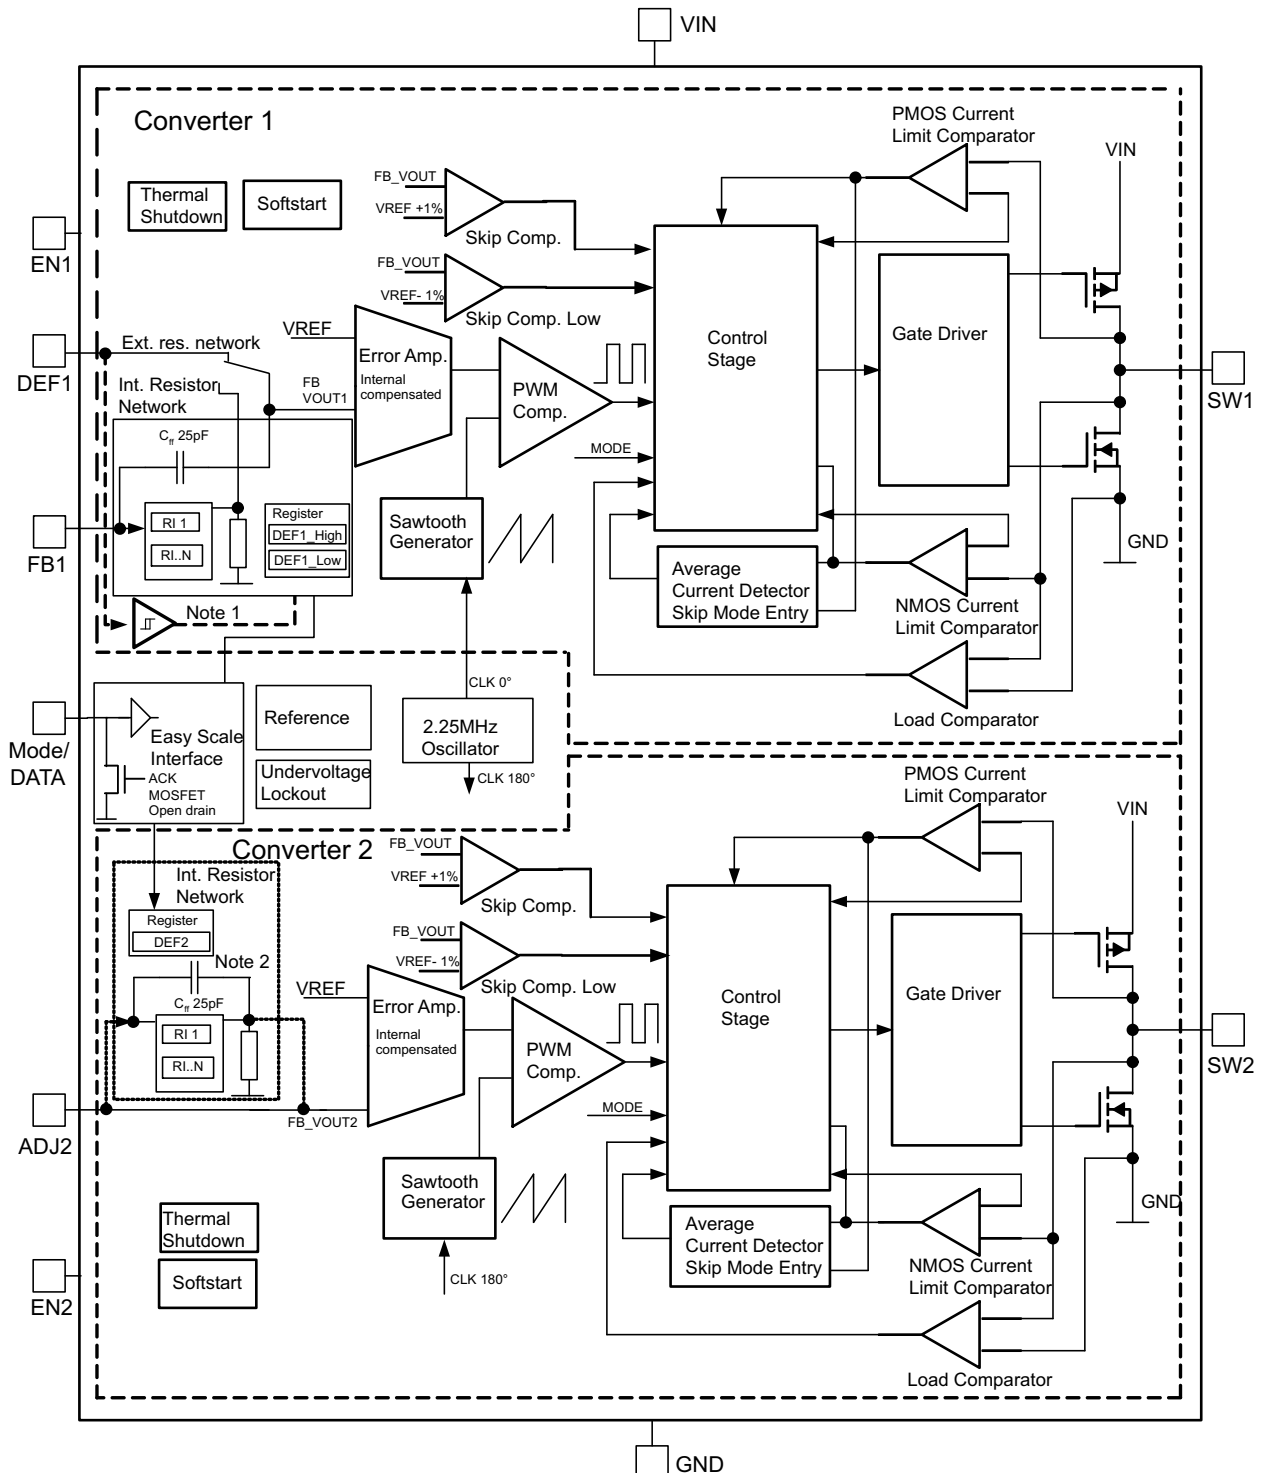 VIN
Converter 1
PMOS Current
Limit Comparator
VIN
Thermal
Shutdown
Softstart
FB_VOUT
VREF +1%
Skip Comp.
EN1
FB_VOUT
VREF- 1%
Skip Comp. Low
Control
Stage
Gate Driver
VREF
Ext. res. network
DEF1
Error Amp.
Internal
compensated
Int. Resistor
Network
FB
VOUT1
PWM
Comp.
SW1
Cff 25pF
MODE
RI 1
RI..N
Register
DEF1_High
DEF1_Low
FB1
Sawtooth
Generator
GND
Average
Current Detector
Skip Mode Entry
NMOS Current
Limit Comparator
Note 1
CLK 0°
Load Comparator
Mode/
DATA
Easy Scale
Interface
ACK
MOSFET
Open drain
Reference
2.25MHz
Oscillator
Undervoltage
Lockout
CLK 180°
PMOS Current
Limit Comparator
VIN
Converter 2
FB_VOUT
VREF +1%
Skip Comp.
Int. Resistor
Network
Register
DEF2
FB_VOUT
VREF- 1%
Skip Comp. Low
Note 2
Cff 25pF
VREF
Error Amp.
Internal
compensated
Control
Stage
Gate Driver
RI 1
RI..N
PWM
Comp.
SW2
MODE
ADJ2
FB_VOUT2
Sawtooth
Generator
GND
Thermal
Shutdown
Softstart
Average
Current Detector
Skip Mode Entry
NMOS Current
Limit Comparator
CLK 180°
EN2
Load Comparator
GND